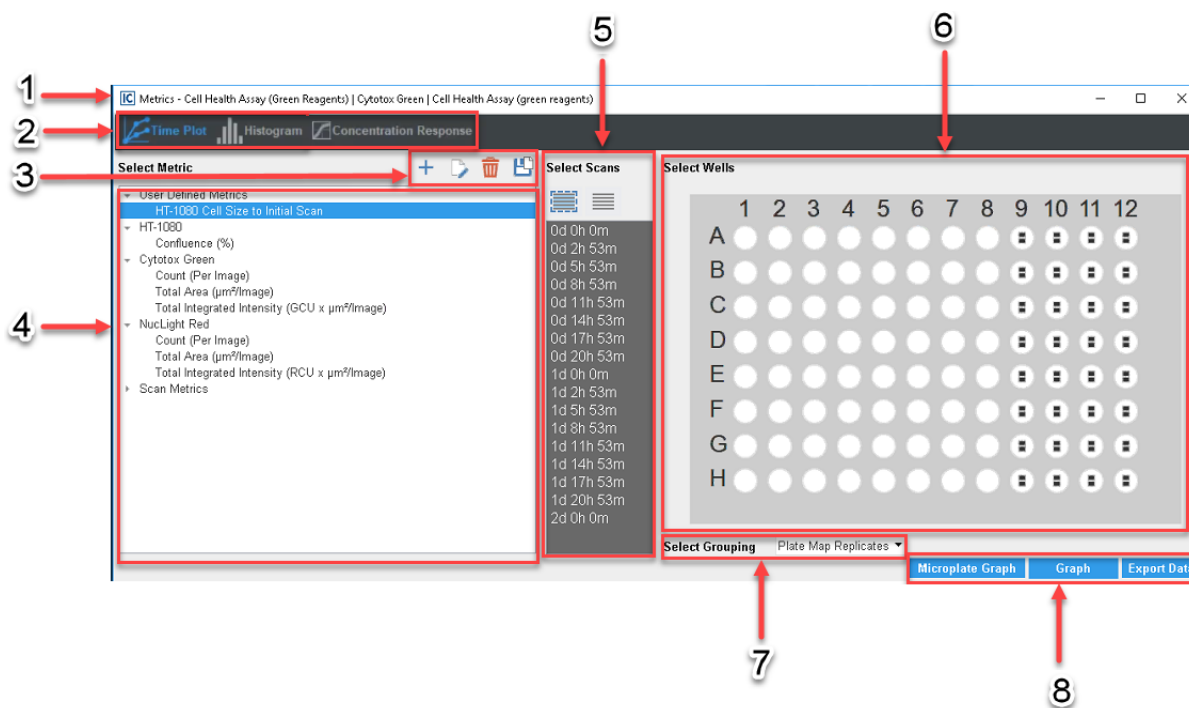 5
6
1
IC Metrics - Cell Health Assay (Green Reagents) | Cytotox Green | Cell Health Assay (green reagents)
2
Time Plot Histogram Concentration Response
3
Select Metric
Select Scans
Select Wells
User Defined Metrics
HT-1080 Cell Size to Initial Scan
HT-1080
Confluence (%)
Cytotox Green
Count (Per Image)
Total Area (µm²/Image)
Total Integrated Intensity (GCU x µm²/Image)
4
NucLight Red
Count (Per Image)
Total Area (µm²/Image)
Total Integrated Intensity (RCU x µm²/Image)
Scan Metrics
0d 0h 0m
0d 2h 53m
0d 5h 53m
0d 8h 53m
0d 11h 53m
0d 14h 53m
0d 17h 53m
0d 20h 53m
1d 0h 0m
1d 2h 53m
1d 5h 53m
1d 8h 53m
1d 11h 53m
1d 14h 53m
1d 17h 53m
1d 20h 53m
2d 0h 0m
1 2 3 4 5 6 7 8 9 10 11 12
A
B
C
D
E
F
G
H
Select Grouping Plate Map Replicates
Microplate Graph Graph Export Dat
7
8